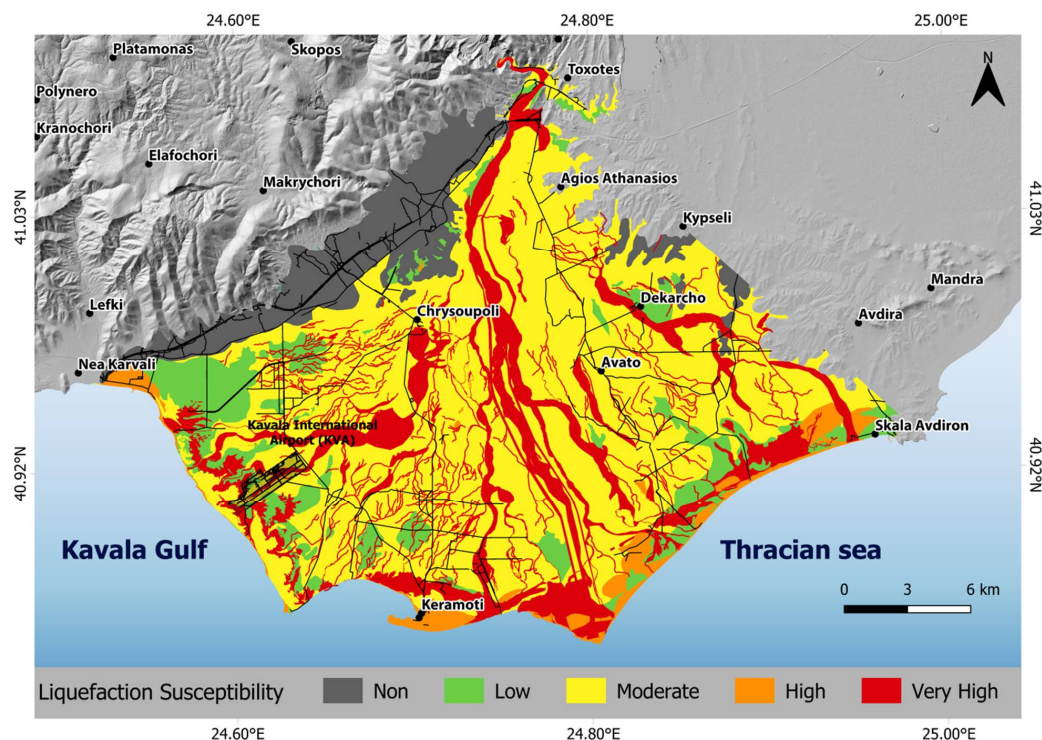 24.60°E
24.80°E
25.00°E
Platamonas
Skopos
N
Toxotes
Polynero
Kranochori
Elafochori
Makrychori
Agios Athanasios
41.03°N
41.03°N
Kypseli
Lefki
Mandra
Dekarcho
Chrysoupoli
Avdira
Nea Karvali
Avato
Kavala International
Airport (KVA)
Skala Avdiron
40.92°N
40.92°N
Kavala Gulf
Thracian sea
0 3 6 km
Keramoti
Liquefaction Susceptibility Non Low Moderate High Very High
24.60°E
24.80°E
25.00°E